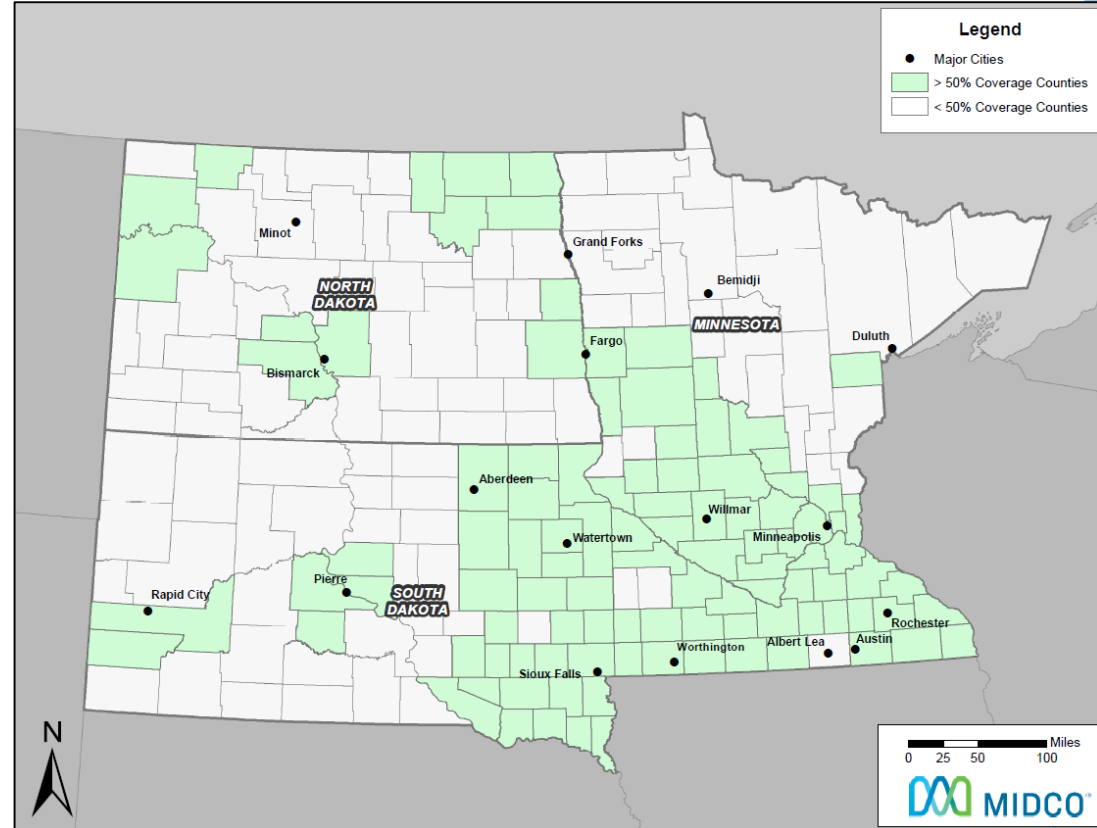 Legend
Major Cities
> 50% Coverage Counties
< 50% Coverage Counties
Minot
Grand Forks
NORTH
DAKOTA
Bemidji
MINNESOTA
Duluth
Fargo
Bismarck
Aberdeen
Willmar
Minneapolis
Watertown
Pierre
SOUTH
DAKOTA
Rapid City
Rochester
Albert Lea
Austin
Worthington
Sioux Falls
N
Miles
0 25 50 100
MIDCO